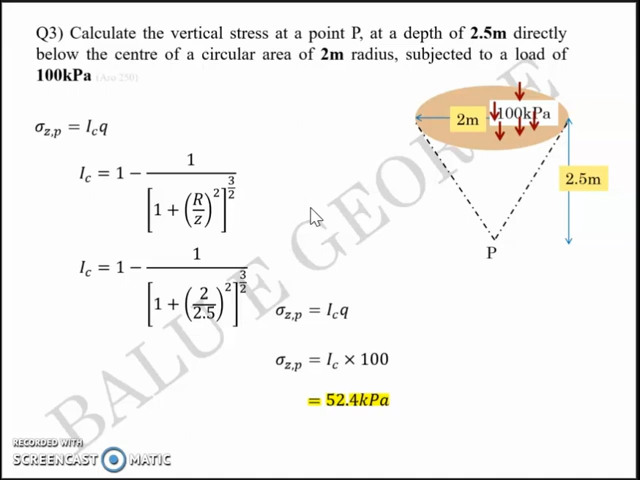 Q3) Calculate the vertical stress at a point P, at a depth of 2.5m directly
below the centre of a circular area of 2m radius, subjected to a load of
100kPa (Ara 250)
σz,p = Icq
Ic = 1 − 1 / [1 + (R/z)²]^(3/2)
Ic = 1 − 1 / [1 + (2/2.5)²]^(3/2)
σz,p = Icq
σz,p = Ic × 100
= 52.4kPa
2m
100kPa
2.5m
P
BALU E GEORGE
RECORDED WITH
SCREENCAST MATIC